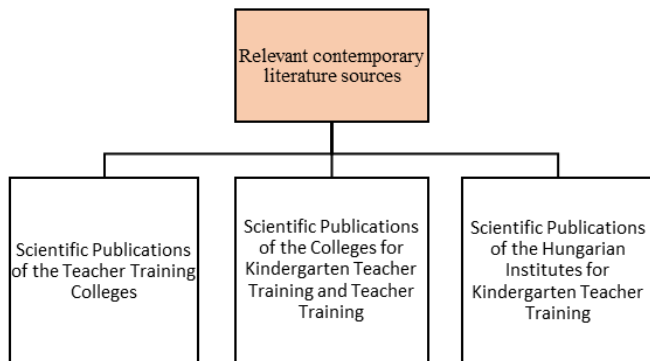 Relevant contemporary
literature sources
Scientific Publications
of the Teacher Training
Colleges
Scientific Publications
of the Colleges for
Kindergarten Teacher
Training and Teacher
Training
Scientific Publications
of the Hungarian
Institutes for
Kindergarten Teacher
Training